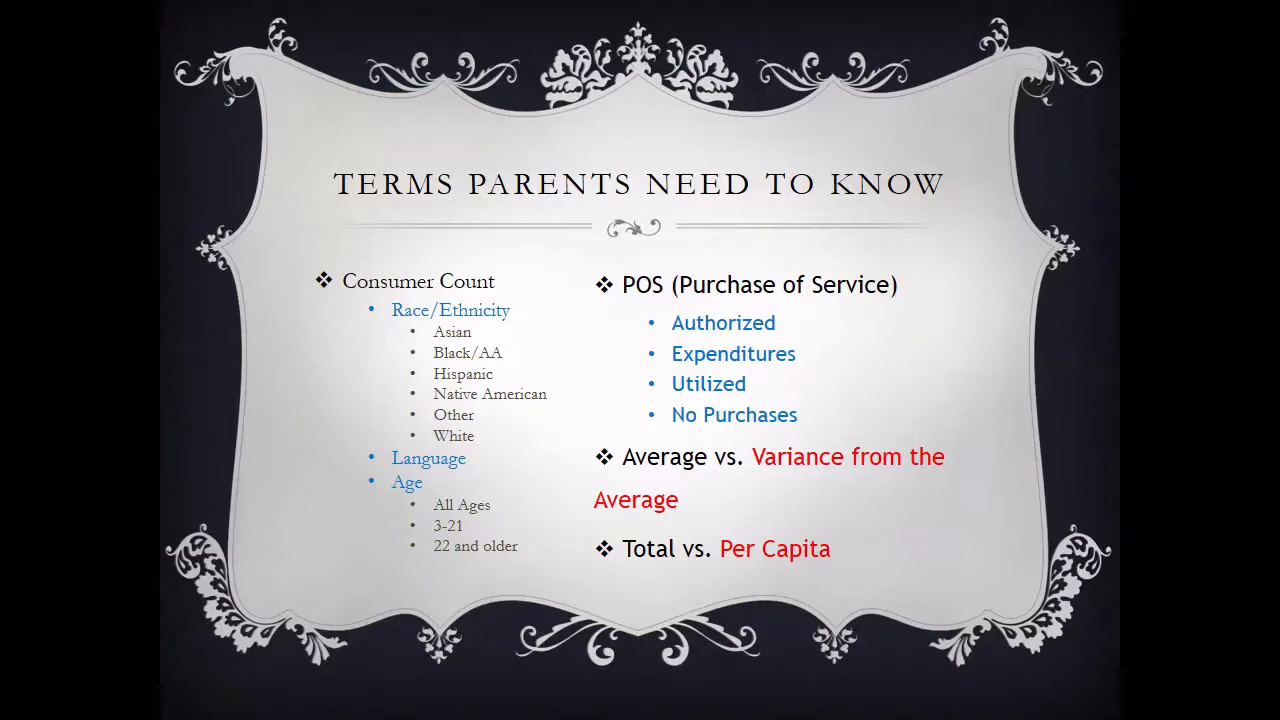 TERMS PARENTS NEED TO KNOW
Consumer Count
Race/Ethnicity
Asian
Black/AA
Hispanic
Native American
Other
White
Language
Age
All Ages
3-21
22 and older
POS (Purchase of Service)
Authorized
Expenditures
Utilized
No Purchases
Average vs. Variance from the
Average
Total vs. Per Capita